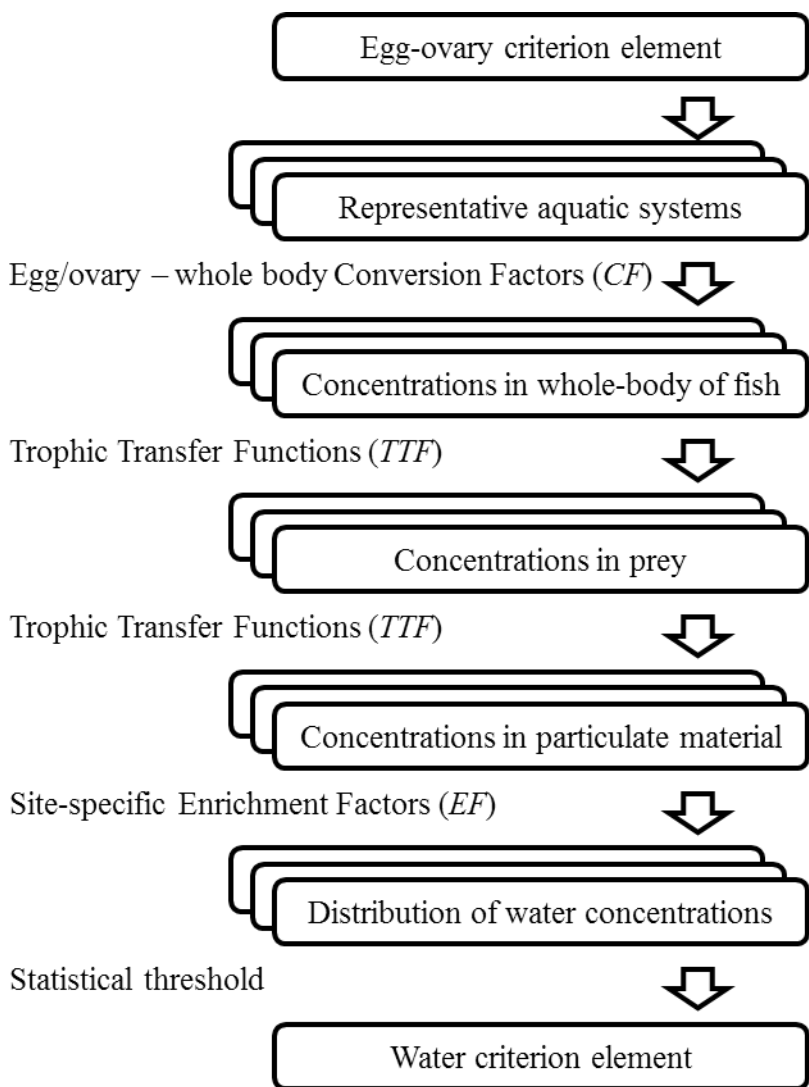 Egg-ovary criterion element
Representative aquatic systems
Egg/ovary – whole body Conversion Factors (CF)
Concentrations in whole-body of fish
Trophic Transfer Functions (TTF)
Concentrations in prey
Trophic Transfer Functions (TTF)
Concentrations in particulate material
Site-specific Enrichment Factors (EF)
Distribution of water concentrations
Statistical threshold
Water criterion element